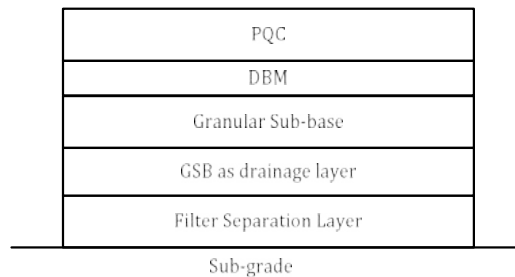 PQC
DBM
Granular Sub-base
GSB as drainage layer
Filter Separation Layer
Sub-grade